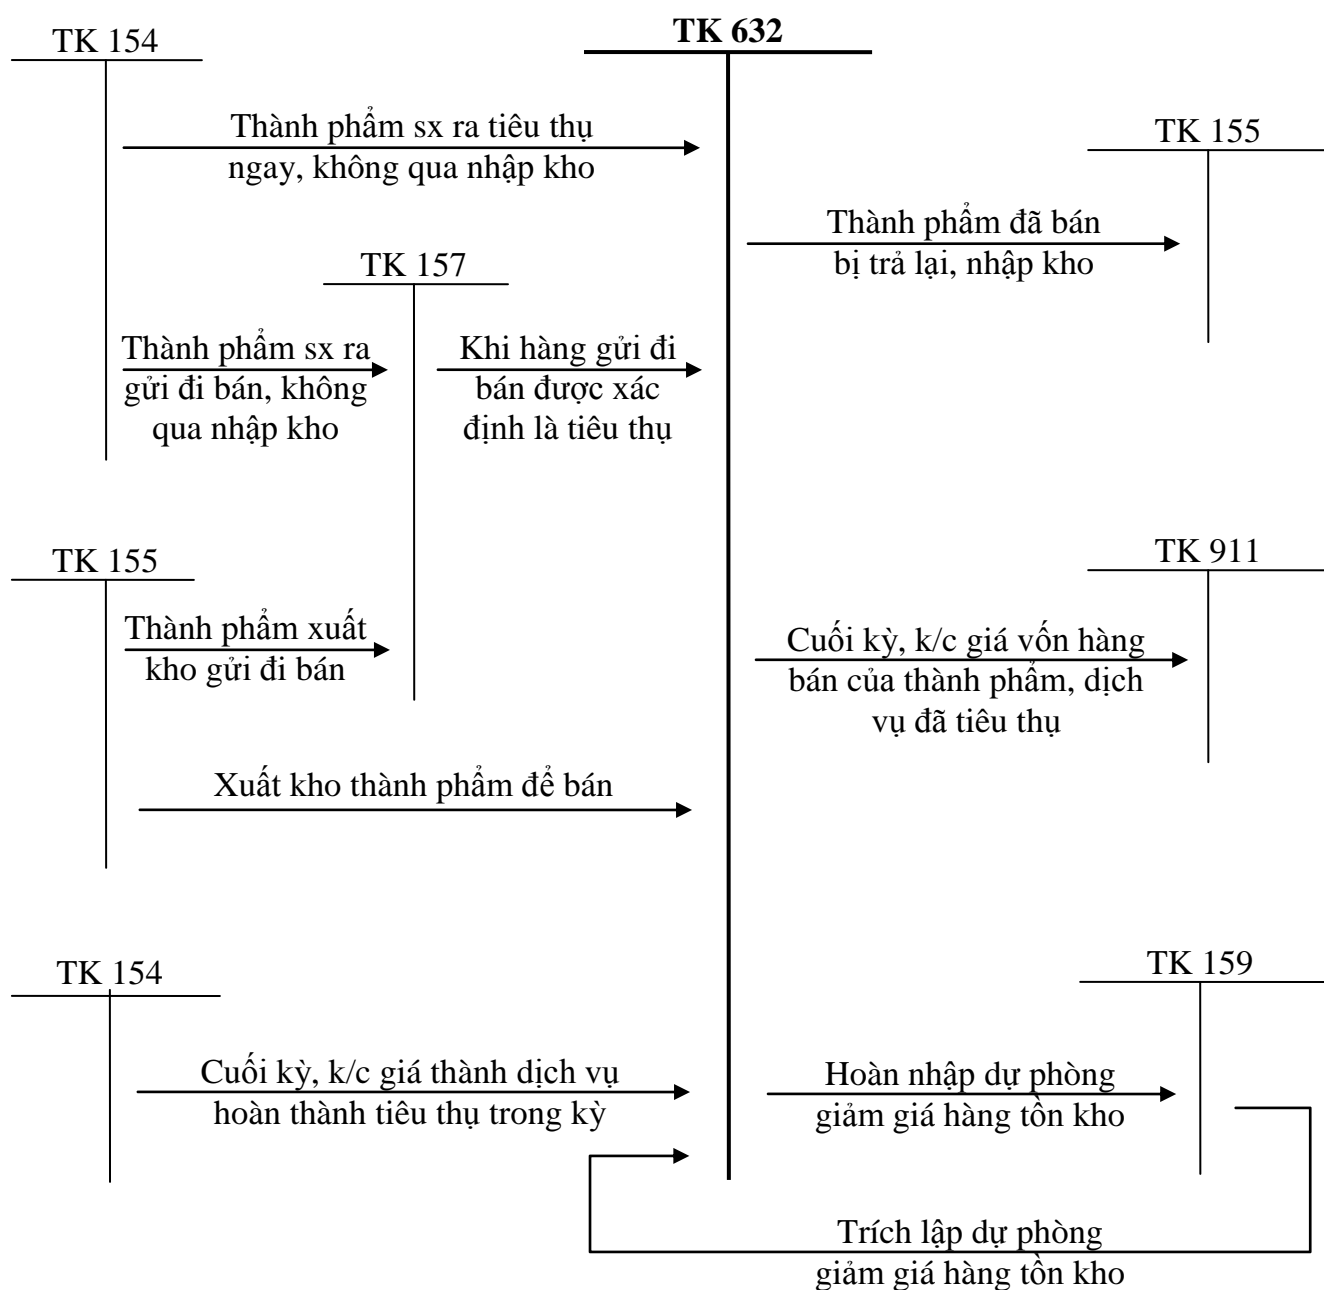 TK 154
TK 632
Thành phẩm sx ra tiêu thụ
ngay, không qua nhập kho
TK 155
Thành phẩm đã bán
bị trả lại, nhập kho
TK 157
Thành phẩm sx ra
gửi đi bán, không
qua nhập kho
Khi hàng gửi đi
bán được xác
định là tiêu thụ
TK 155
TK 911
Thành phẩm xuất
kho gửi đi bán
Cuối kỳ, k/c giá vốn hàng
bán của thành phẩm, dịch
vụ đã tiêu thụ
Xuất kho thành phẩm để bán
TK 154
TK 159
Cuối kỳ, k/c giá thành dịch vụ
hoàn thành tiêu thụ trong kỳ
Hoàn nhập dự phòng
giảm giá hàng tồn kho
Trích lập dự phòng
giảm giá hàng tồn kho